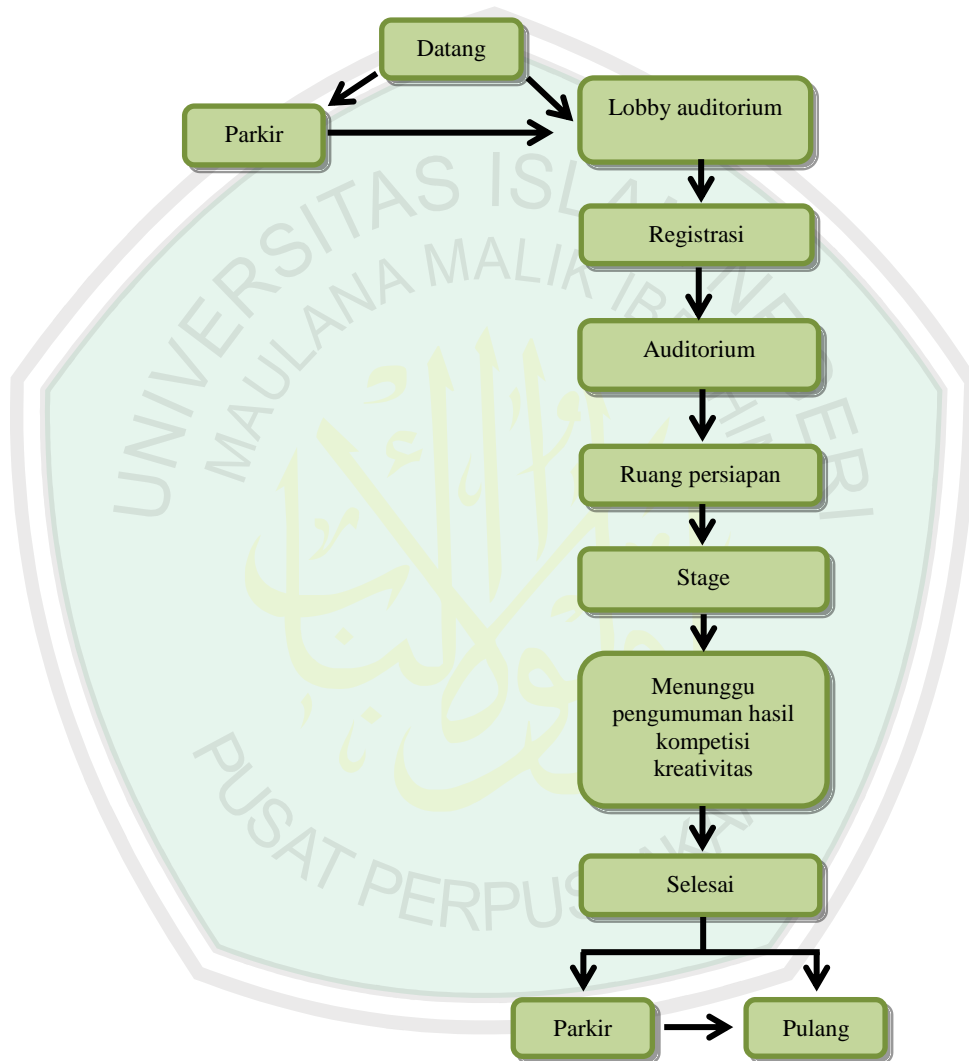 Datang
Parkir
Lobby auditorium
Registrasi
Auditorium
Ruang persiapan
Stage
Menunggu
pengumuman hasil
kompetisi
kreativitas
Selesai
Parkir
Pulang
UNIVERSITAS ISLAM NEGERI
MAULANA MALIK IBRAHIM
PUSAT PERPUSTAKAAN